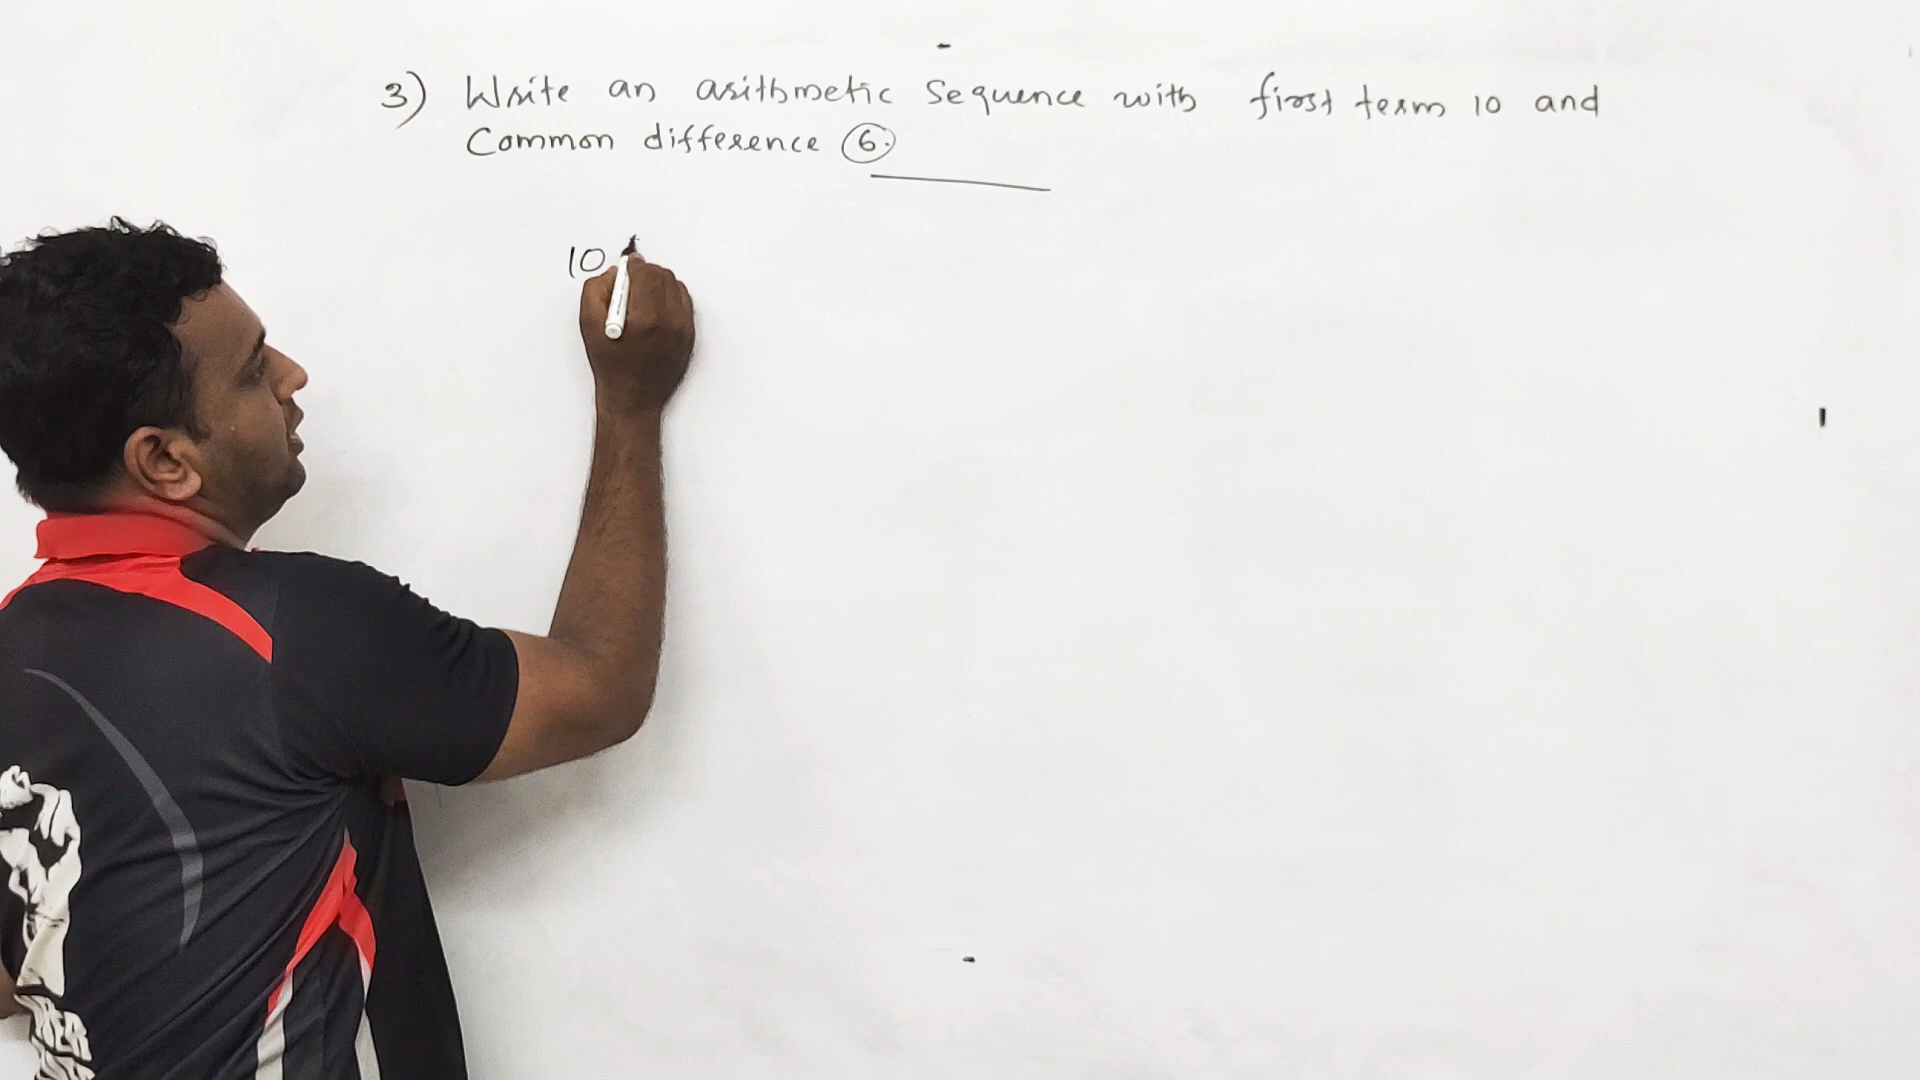 3) Write an arithmetic sequence with first term 10 and
Common difference 6.
10